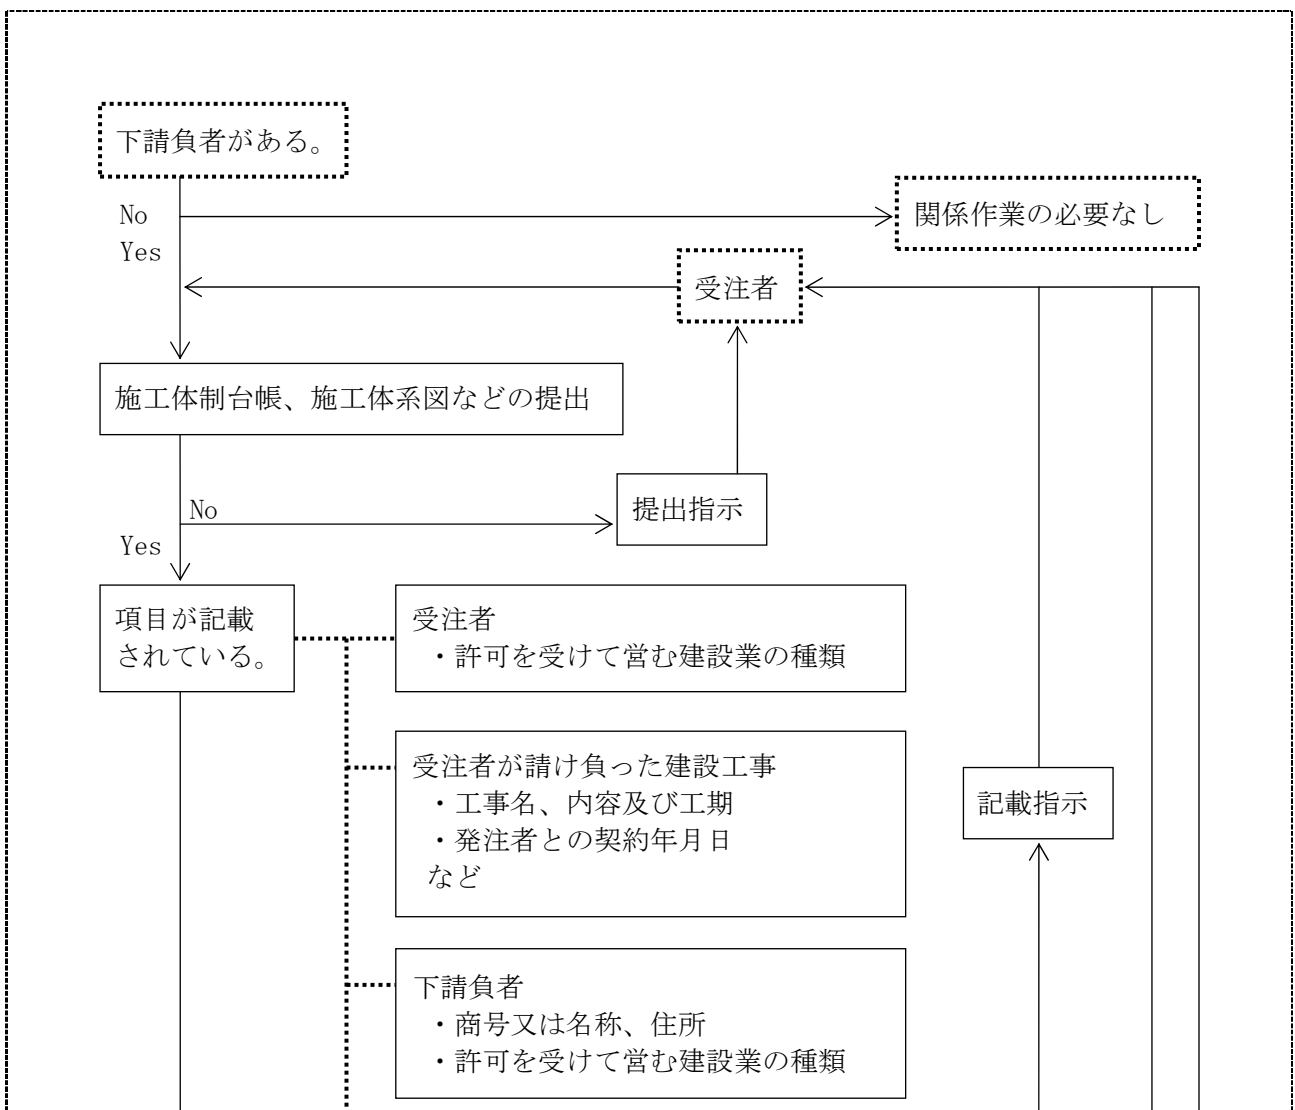 下請負者がある。
No
関係作業の必要なし
Yes
受注者
施工体制台帳、施工体系図などの提出
No
提出指示
Yes
項目が記載
されている。
受注者
・許可を受けて営む建設業の種類
受注者が請け負った建設工事
・工事名、内容及び工期
・発注者との契約年月日
など
記載指示
下請負者
・商号又は名称、住所
・許可を受けて営む建設業の種類